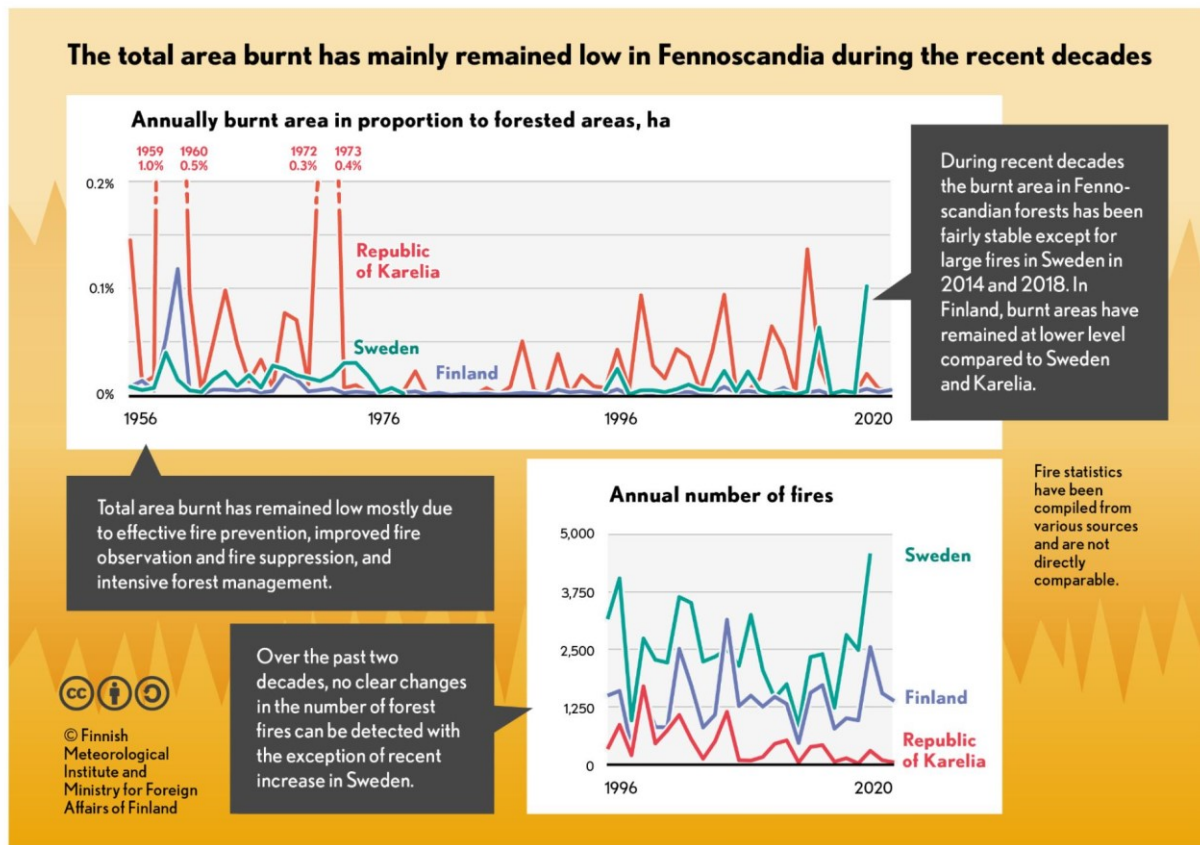 The total area burnt has mainly remained low in Fennoscandia during the recent decades
Annually burnt area in proportion to forested areas, ha
1959
1.0%
1960
0.5%
1972
0.3%
1973
0.4%
0.2%
0.1%
0%
Republic
of Karelia
Sweden
Finland
1956
1976
1996
2020
During recent decades
the burnt area in Fenno-
scandian forests has been
fairly stable except for
large fires in Sweden in
2014 and 2018. In
Finland, burnt areas have
remained at lower level
compared to Sweden
and Karelia.
Total area burnt has remained low mostly due
to effective fire prevention, improved fire
observation and fire suppression, and
intensive forest management.
Annual number of fires
5,000
3,750
2,500
1,250
0
Sweden
Finland
Republic
of Karelia
1996
2020
Fire statistics
have been
compiled from
various sources
and are not
directly
comparable.
Over the past two
decades, no clear changes
in the number of forest
fires can be detected with
the exception of recent
increase in Sweden.
cc
© Finnish
Meteorological
Institute and
Ministry for Foreign
Affairs of Finland